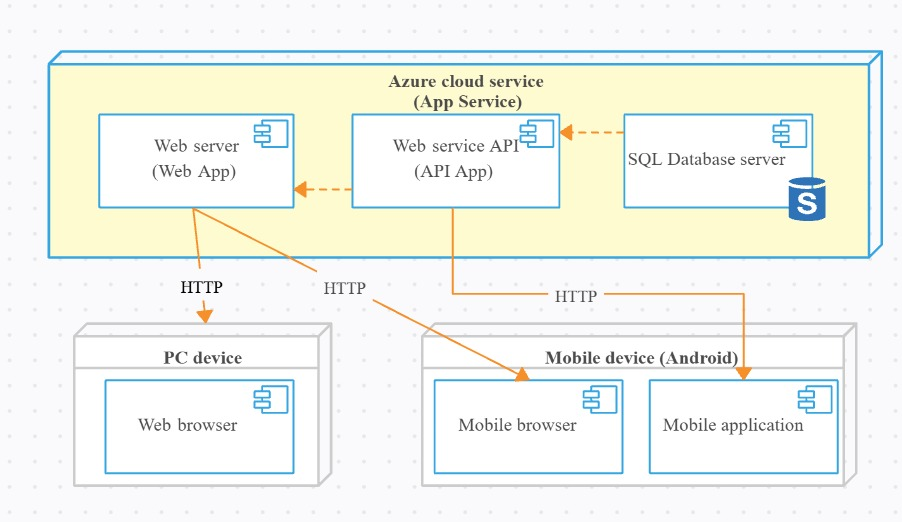 Azure cloud service
(App Service)
Web server
(Web App)
Web service API
(API App)
SQL Database server
S
HTTP
HTTP
HTTP
PC device
Web browser
Mobile device (Android)
Mobile browser
Mobile application